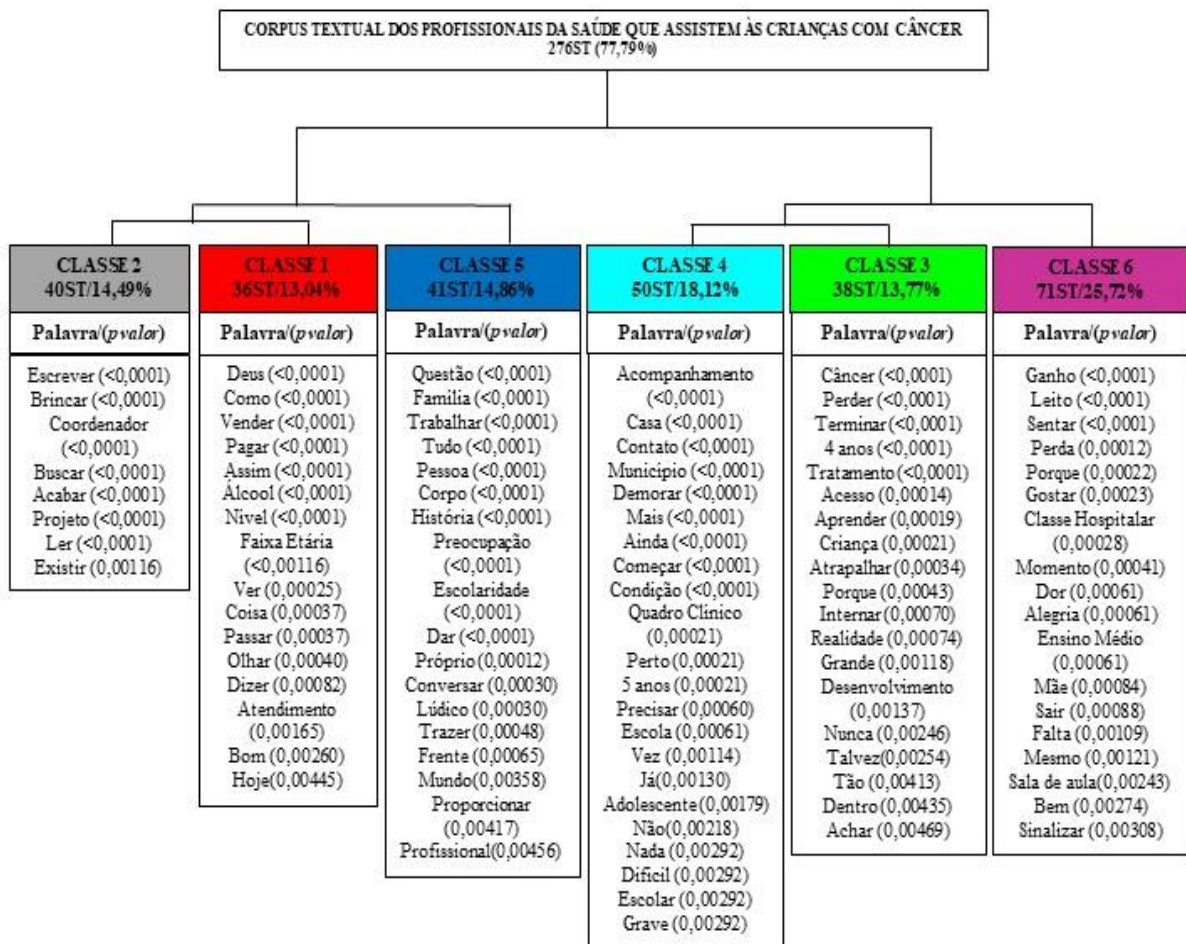 CORPUS TEXTUAL DOS PROFISSIONAIS DA SAÚDE QUE ASSISTEM ÀS CRIANÇAS COM CÂNCER
276ST (77,79%)
CLASSE 2
40ST/14,49%
Palavra/(pvalor)
Escrever (<0,0001)
Brincar (<0,0001)
Coordenador
(<0,0001)
Buscar (<0,0001)
Acabar (<0,0001)
Projeto (<0,0001)
Ler (<0,0001)
Existir (0,00116)
CLASSE 1
36ST/13,04%
Palavra/(pvalor)
Deus (<0,0001)
Como (<0,0001)
Vender (<0,0001)
Pagar (<0,0001)
Assim (<0,0001)
Álcool (<0,0001)
Nível (<0,0001)
Faixa Etária
(<0,00116)
Ver (0,00025)
Coisa (0,00037)
Passar (0,00037)
Olhar (0,00040)
Dizer (0,00082)
Atendimento
(0,00165)
Bom (0,00260)
Hoje(0,00445)
CLASSE 5
41ST/14,86%
Palavra/(pvalor)
Questão (<0,0001)
Família (<0,0001)
Trabalhar (<0,0001)
Tudo (<0,0001)
Pessoa (<0,0001)
Corpo (<0,0001)
História (<0,0001)
Preocupação
(<0,0001)
Escolaridade
(<0,0001)
Dar (<0,0001)
Próprio (0,00012)
Conversar (0,00030)
Lúdico (0,00030)
Trazer (0,00048)
Frente (0,00065)
Mundo(0,00358)
Proporcionar
(0,00417)
Profissional(0,00456)
CLASSE 4
50ST/18,12%
Palavra/(pvalor)
Acompanhamento
(<0,0001)
Casa (<0,0001)
Contato (<0,0001)
Município (<0,0001)
Demorar (<0,0001)
Mais (<0,0001)
Ainda (<0,0001)
Começar (<0,0001)
Condição (<0,0001)
Quadro Clínico
(0,00021)
Perto (0,00021)
5 anos (0,00021)
Precisar (0,00060)
Escola (0,00061)
Vez (0,00114)
Já(0,00130)
Adolescente (0,00179)
Não(0,00218)
Nada (0,00292)
Difícil (0,00292)
Escolar (0,00292)
Grave (0,00292)
CLASSE 3
38ST/13,77%
Palavra/(pvalor)
Câncer (<0,0001)
Perder (<0,0001)
Terminar (<0,0001)
4 anos (<0,0001)
Tratamento (<0,0001)
Acesso (0,00014)
Aprender (0,00019)
Criança (0,00021)
Atrapalhar (0,00034)
Porque (0,00043)
Internar (0,00070)
Realidade (0,00074)
Grande (0,00118)
Desenvolvimento
(0,00137)
Nunca (0,00246)
Talvez (0,00254)
Tão (0,00413)
Dentro (0,00435)
Achar (0,00469)
CLASSE 6
71ST/25,72%
Palavra/(pvalor)
Ganho (<0,0001)
Leito (<0,0001)
Sentar (<0,0001)
Perda (0,00012)
Porque (0,00022)
Gostar (0,00023)
Classe Hospitalar
(0,00028)
Momento (0,00041)
Dor (0,00061)
Alegria (0,00061)
Ensino Médio
(0,00061)
Mãe (0,00084)
Sair (0,00088)
Falta (0,00109)
Mesmo (0,00121)
Sala de aula(0,00243)
Bem (0,00274)
Sinalizar (0,00308)